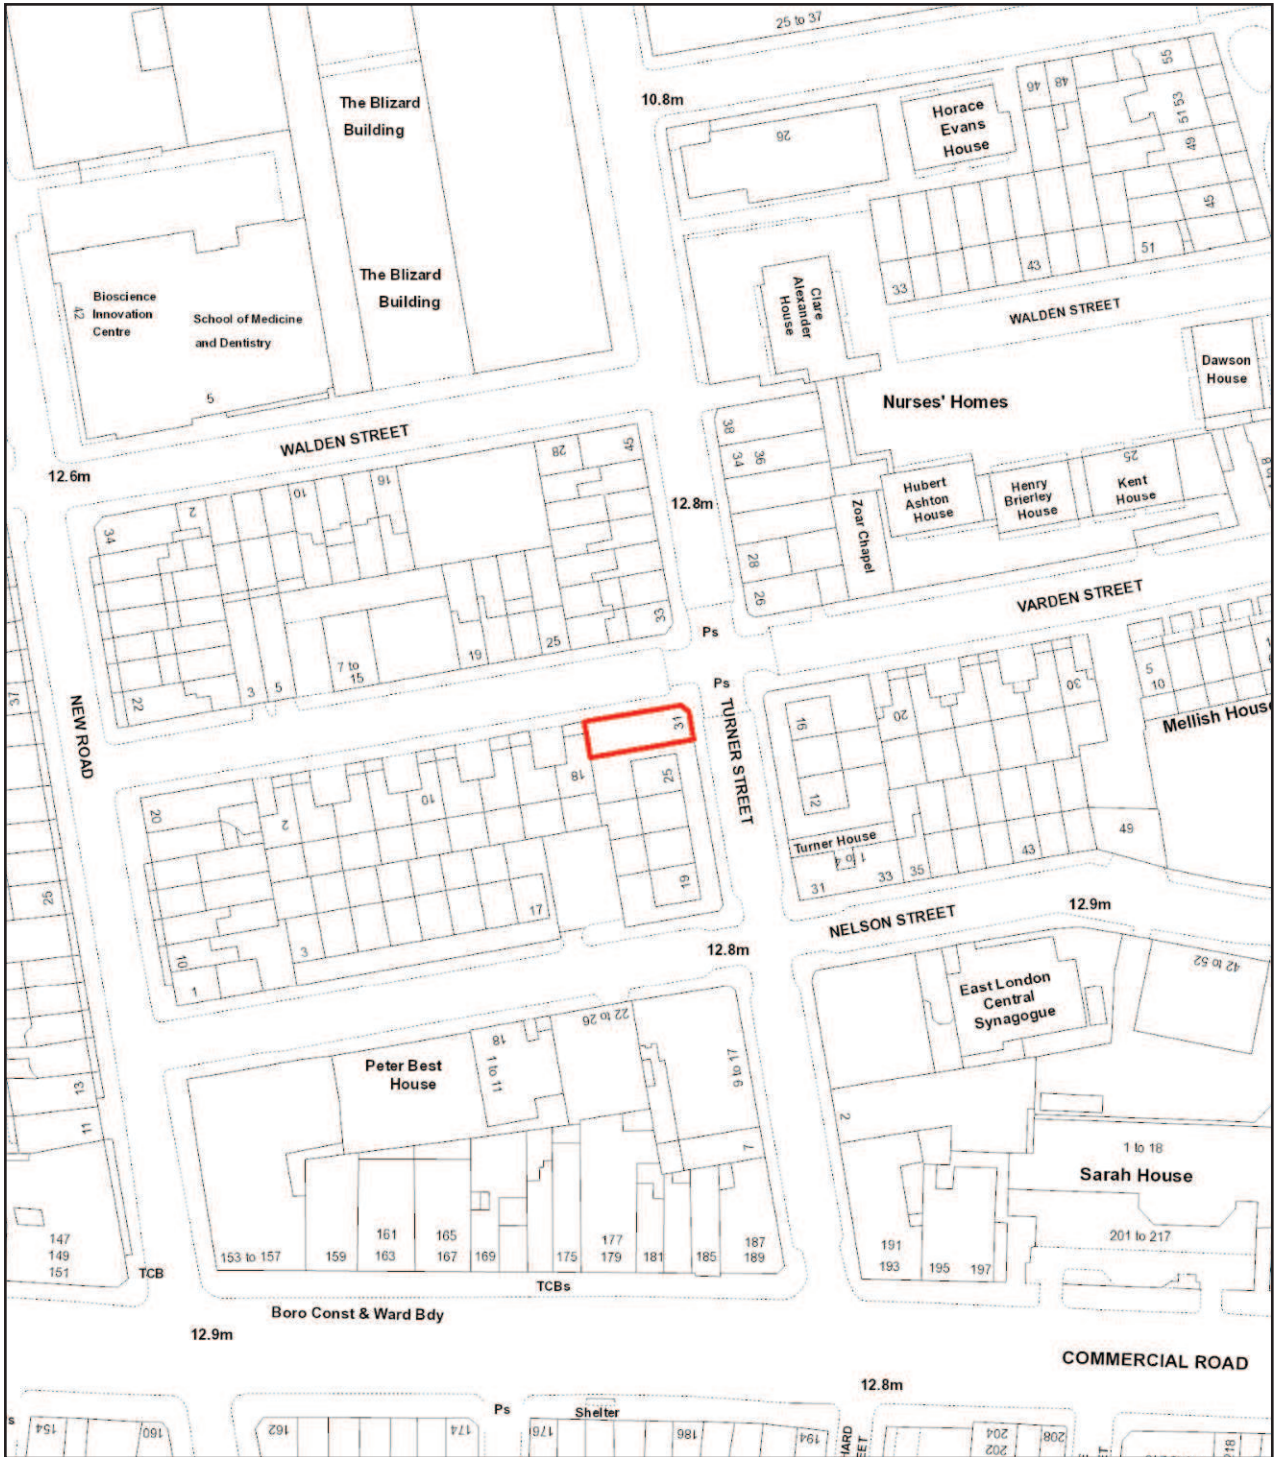 25 to 37
The Blizard
Building
10.8m
26
Horace
Evans
House
46
48
55
51 53
49
45
The Blizard
Building
Bioscience
Innovation
Centre
42
School of Medicine
and Dentistry
5
Clare
Alexander
House
33
43
51
WALDEN STREET
Dawson
House
Nurses' Homes
WALDEN STREET
12.6m
38
34
36
28
26
12.8m
Zoar Chapel
Hubert
Ashton
House
Henry
Brierley
House
25
Kent
House
34
2
10
16
28
45
33
22
3
5
7 to
15
19
25
Ps
VARDEN STREET
Ps
37
NEW ROAD
TURNER STREET
31
16
12
20
30
5
10
Mellish House
20
2
10
18
25
19
Turner House
1 to 4
31
33
35
43
49
25
17
3
10
1
NELSON STREET
12.9m
12.8m
42 to 52
East London
Central
Synagogue
22 to 26
18
1 to 11
Peter Best
House
9 to 17
7
2
13
11
1 to 18
Sarah House
201 to 217
147
149
151
TCB
153 to 157
159
161
163
165
167
169
175
177
179
181
185
187
189
191
193
195
197
TCBs
Boro Const & Ward Bdy
12.9m
COMMERCIAL ROAD
12.8m
Ps
Shelter
s
154
160
162
174
176
186
194
HARD
EET
204
202
208
218